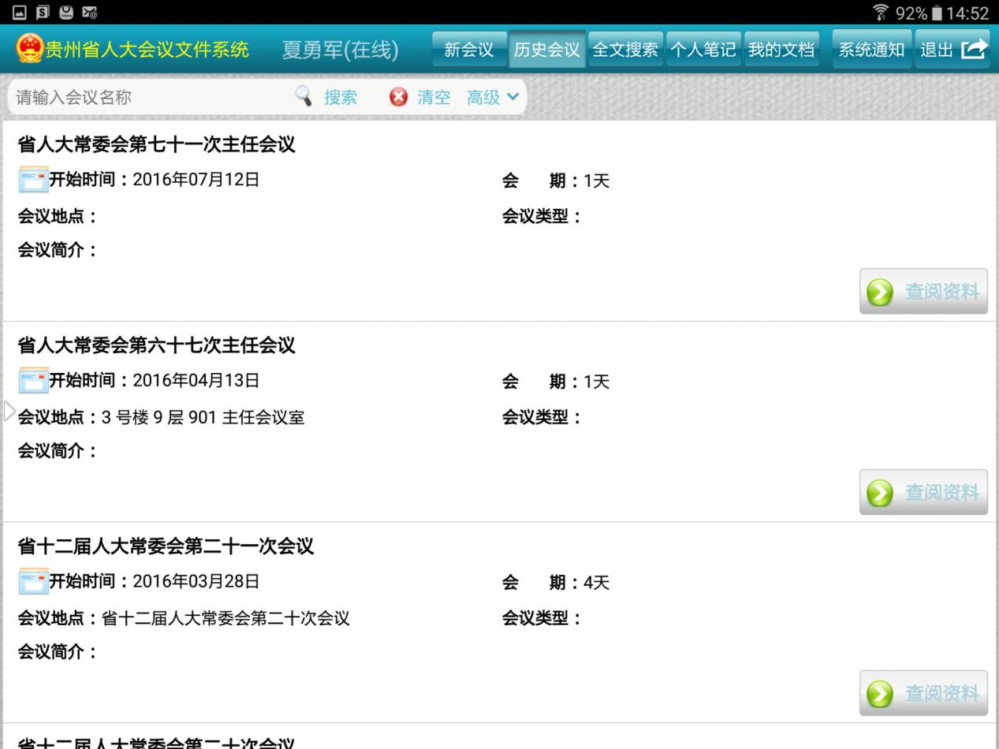 92% 14:52
贵州省人大会议文件系统 夏勇军(在线) 新会议 历史会议 全文搜索 个人笔记 我的文档 系统通知 退出
请输入会议名称 搜索 清空 高级
省人大常委会第七十一次主任会议
开始时间：2016年07月12日 会 期：1天
会议地点： 会议类型：
会议简介：
查阅资料
省人大常委会第六十七次主任会议
开始时间：2016年04月13日 会 期：1天
会议地点：3 号楼 9 层 901 主任会议室 会议类型：
会议简介：
查阅资料
省十二届人大常委会第二十一次会议
开始时间：2016年03月28日 会 期：4天
会议地点：省十二届人大常委会第二十次会议 会议类型：
会议简介：
查阅资料
省十二届人大常委会第二十次会议